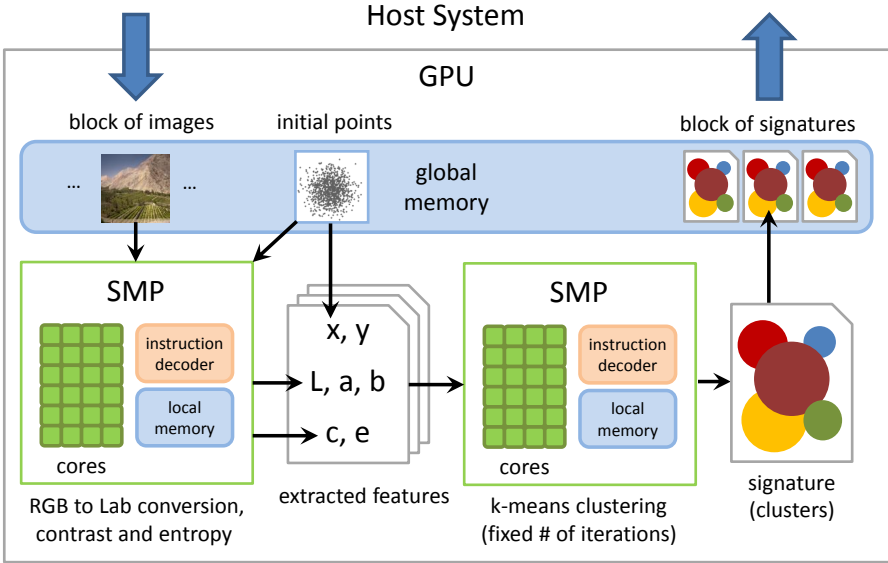 Host System
GPU
block of images
initial points
block of signatures
...
...
global
memory
SMP
instruction
decoder
local
memory
cores
RGB to Lab conversion,
contrast and entropy
x, y
L, a, b
c, e
extracted features
SMP
instruction
decoder
local
memory
cores
k-means clustering
(fixed # of iterations)
signature
(clusters)